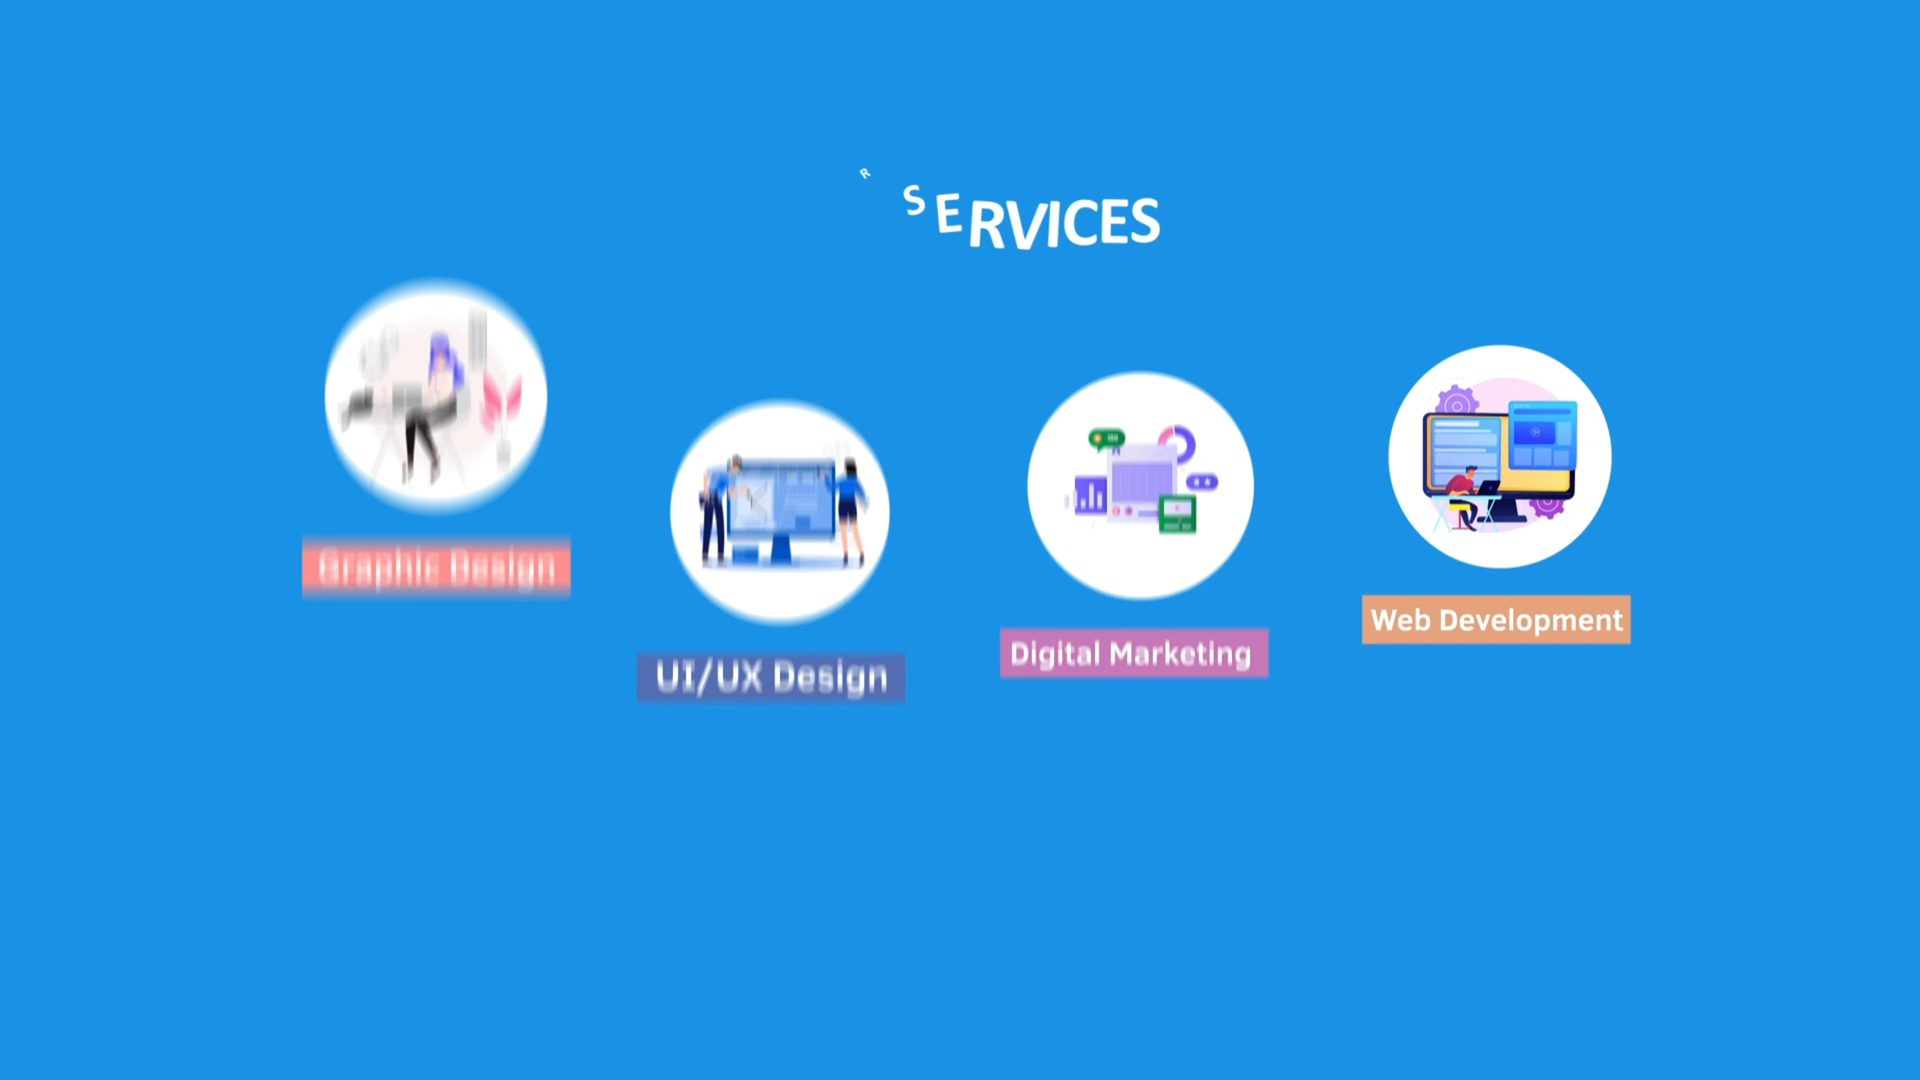 R SERVICES
Graphic Design
UI/UX Design
Digital Marketing
Web Development